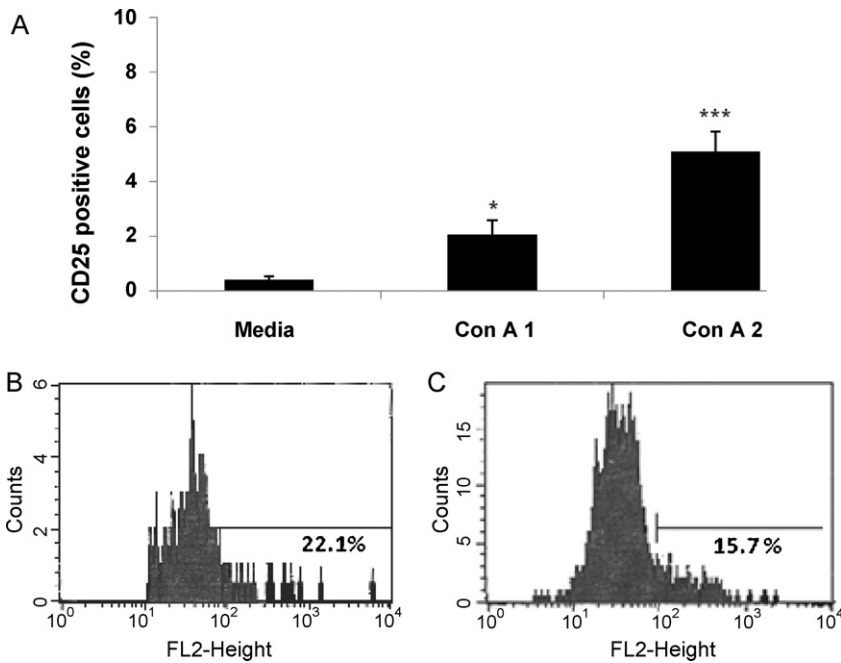 A
CD25 positive cells (%)
10
8
6
4
2
0
*
***
Media Con A 1 Con A 2
B
Counts
6
4
2
0
22.1%
10^0 10^1 10^2 10^3 10^4
FL2-Height
C
Counts
15
10
5
0
15.7%
10^0 10^1 10^2 10^3 10^4
FL2-Height